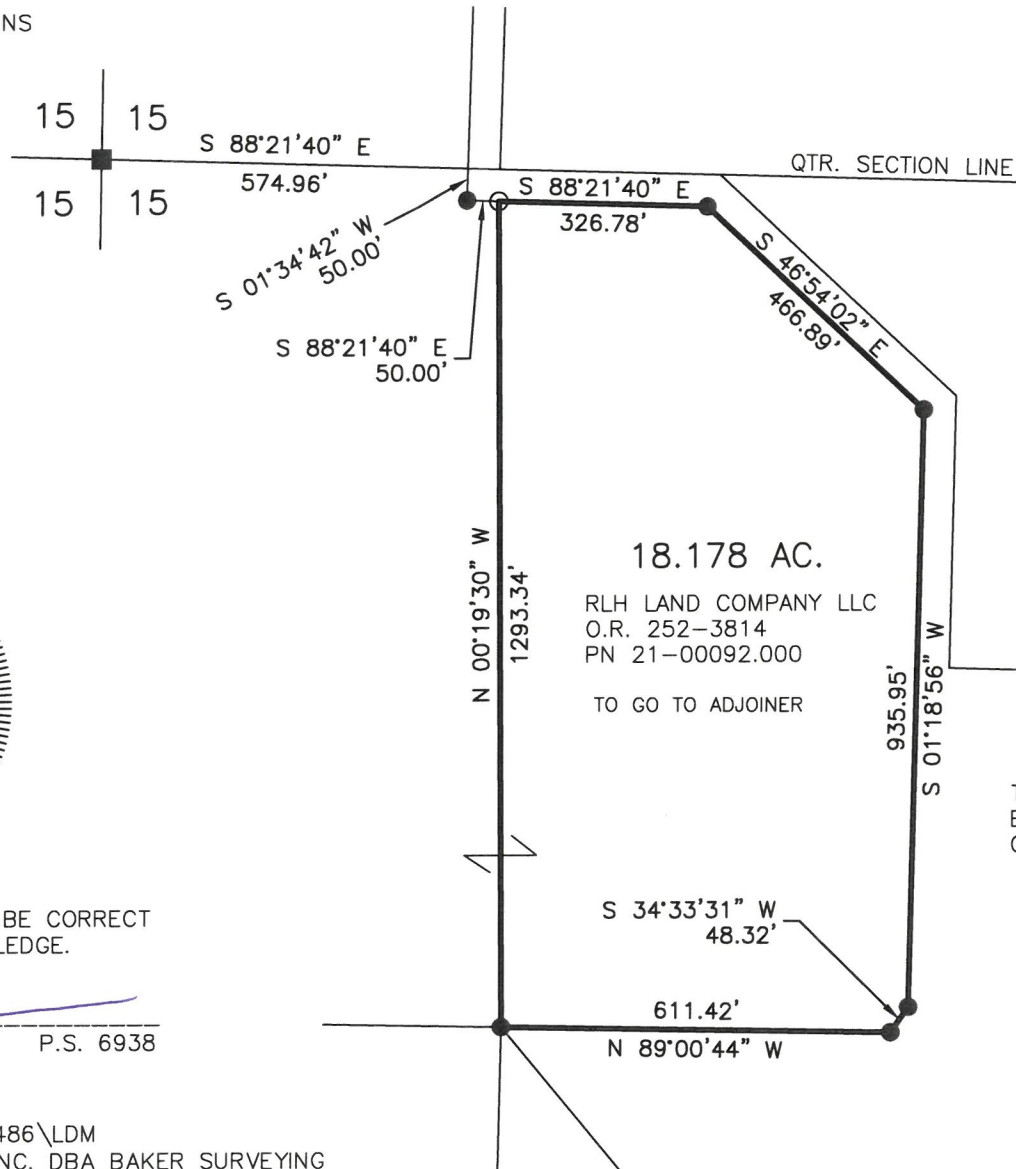 NS
15 15
15 15
S 88°21'40" E
574.96'
QTR. SECTION LINE
S 88°21'40" E
326.78'
S 01°34'42" W
50.00'
S 88°21'40" E
50.00'
S 46°54'02" E
466.89'
N 00°19'30" W
1293.34'
18.178 AC.
RLH LAND COMPANY LLC
O.R. 252-3814
PN 21-00092.000
TO GO TO ADJOINER
935.95'
S 01°18'56" W
S 34°33'31" W
48.32'
611.42'
N 89°00'44" W
BE CORRECT
LEDGE.
P.S. 6938
486\LDM
NC. DBA BAKER SURVEYING